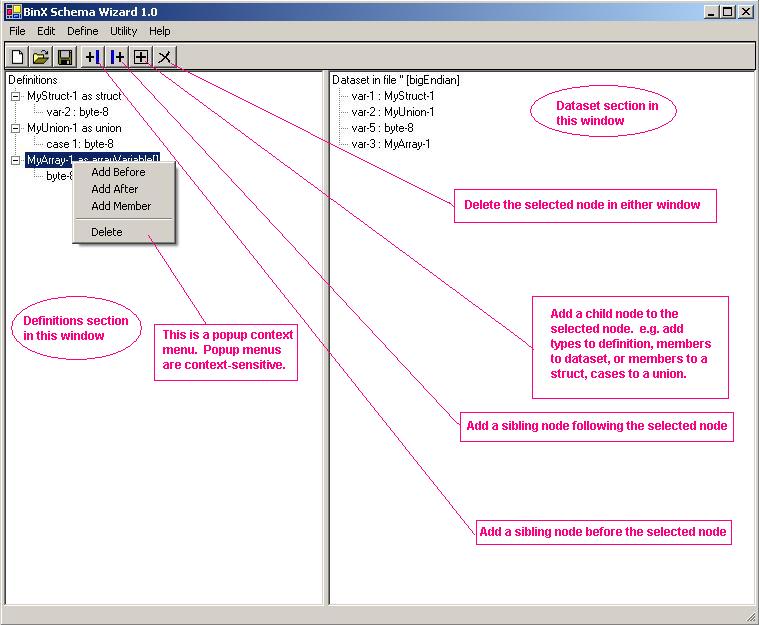 BinX Schema Wizard 1.0
File Edit Define Utility Help
Definitions
MyStruct-1 as struct
var-2 : byte-8
MyUnion-1 as union
case 1: byte-8
MyArray-1 as arrayVariable[]
byte-8
Add Before
Add After
Add Member
Delete
Definitions section
in this window
This is a popup context
menu. Popup menus
are context-sensitive.
Dataset in file '' [bigEndian]
var-1 : MyStruct-1
var-2 : MyUnion-1
var-5 : byte-8
var-3 : MyArray-1
Dataset section in
this window
Delete the selected node in either window
Add a child node to the
selected node. e.g. add
types to definition, members
to dataset, or members to a
struct, cases to a union.
Add a sibling node following the selected node
Add a sibling node before the selected node